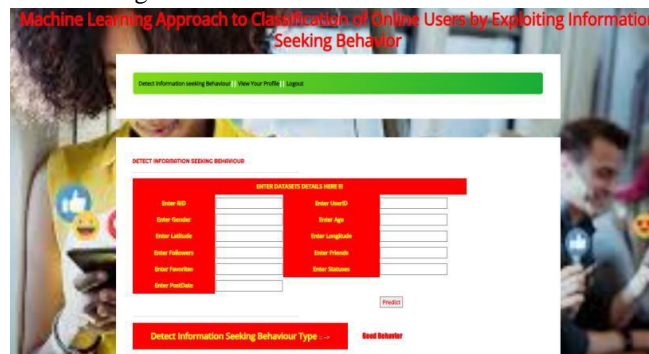 Machine Learning Approach to Classification of Online Users by Exploiting Information
Seeking Behavior
Detect Information seeking Behaviour || View Your Profile || Logout
DETECT INFORMATION SEEKING BEHAVIOUR
ENTER DATASETS DETAILS HERE !!!
Enter RID Enter UserID
Enter Gender Enter Age
Enter Latitude Enter Longitude
Enter Followers Enter Friends
Enter Favorites Enter Statuses
Enter PostDate
Predict
Detect Information Seeking Behaviour Type : -> Good Behavior